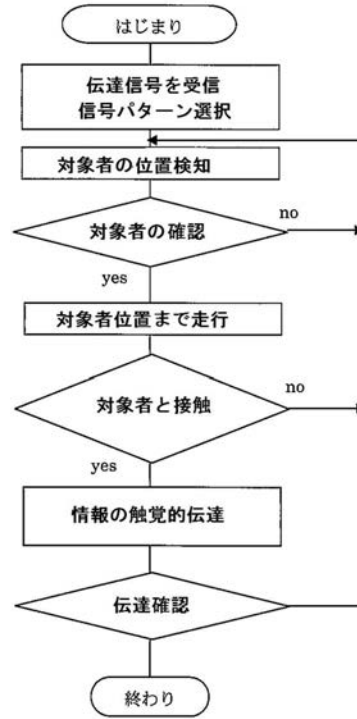 はじまり
伝達信号を受信
信号パターン選択
対象者の位置検知
対象者の確認
no
yes
対象者位置まで走行
対象者と接触
no
yes
情報の触覚的伝達
伝達確認
終わり